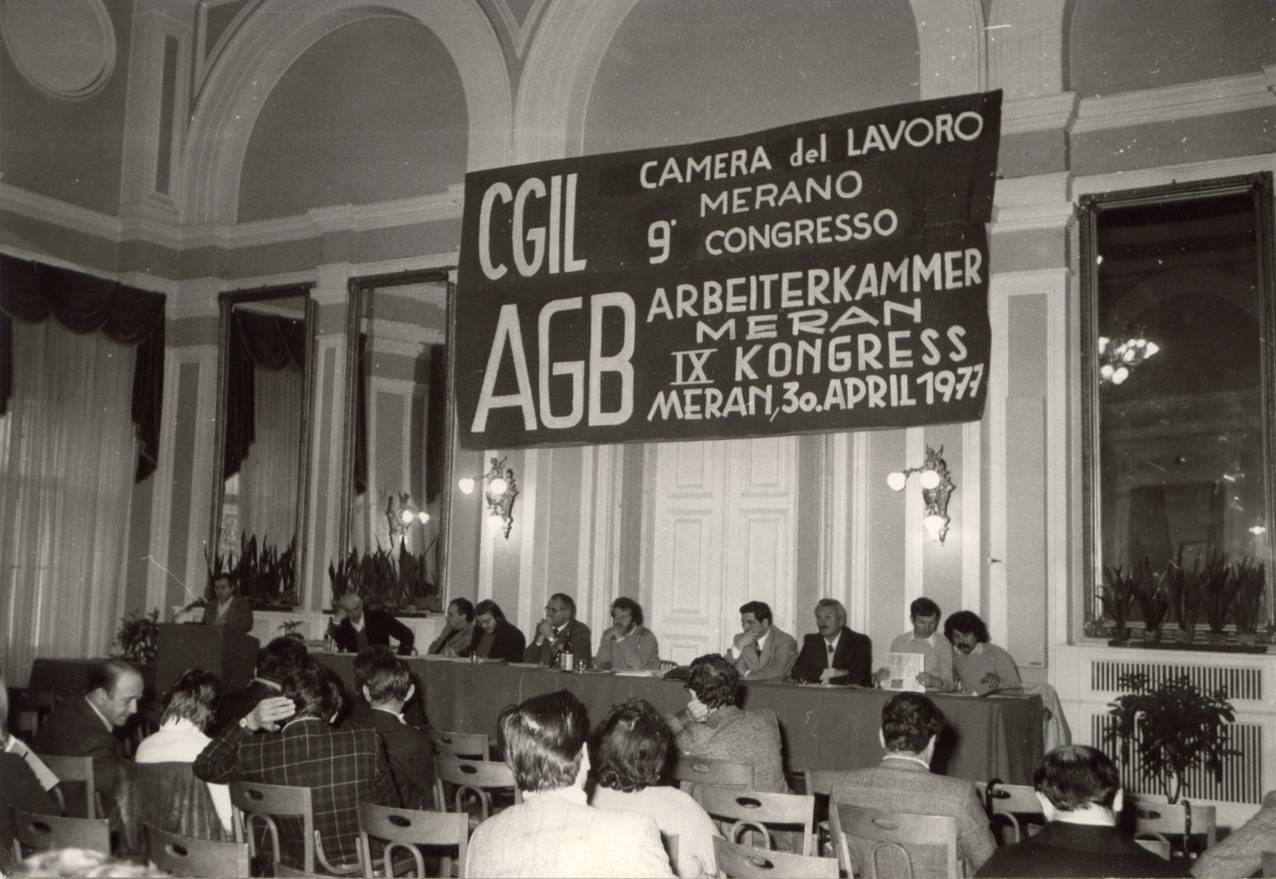 CGIL
CAMERA del LAVORO
MERANO
9° CONGRESSO
AGB
ARBEITERKAMMER
MERAN
IX KONGRESS
MERAN, 30. APRIL 1977